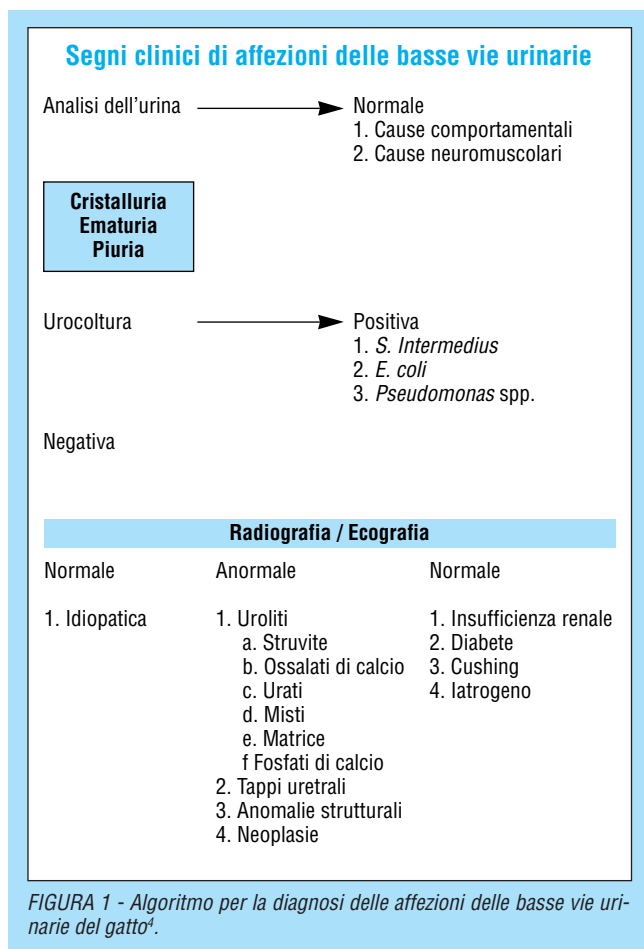 Segni clinici di affezioni delle basse vie urinarie
Analisi dell'urina
Normale
1. Cause comportamentali
2. Cause neuromuscolari
Cristalluria
Ematuria
Piuria
Urocoltura
Positiva
1. S. Intermedius
2. E. coli
3. Pseudomonas spp.
Negativa
Radiografia / Ecografia
Normale
1. Idiopatica
Anormale
1. Uroliti
a. Struvite
b. Ossalati di calcio
c. Urati
d. Misti
e. Matrice
f Fosfati di calcio
2. Tappi uretrali
3. Anomalie strutturali
4. Neoplasie
Normale
1. Insufficienza renale
2. Diabete
3. Cushing
4. Iatrogeno
FIGURA 1 - Algoritmo per la diagnosi delle affezioni delle basse vie uri-
narie del gatto⁴.